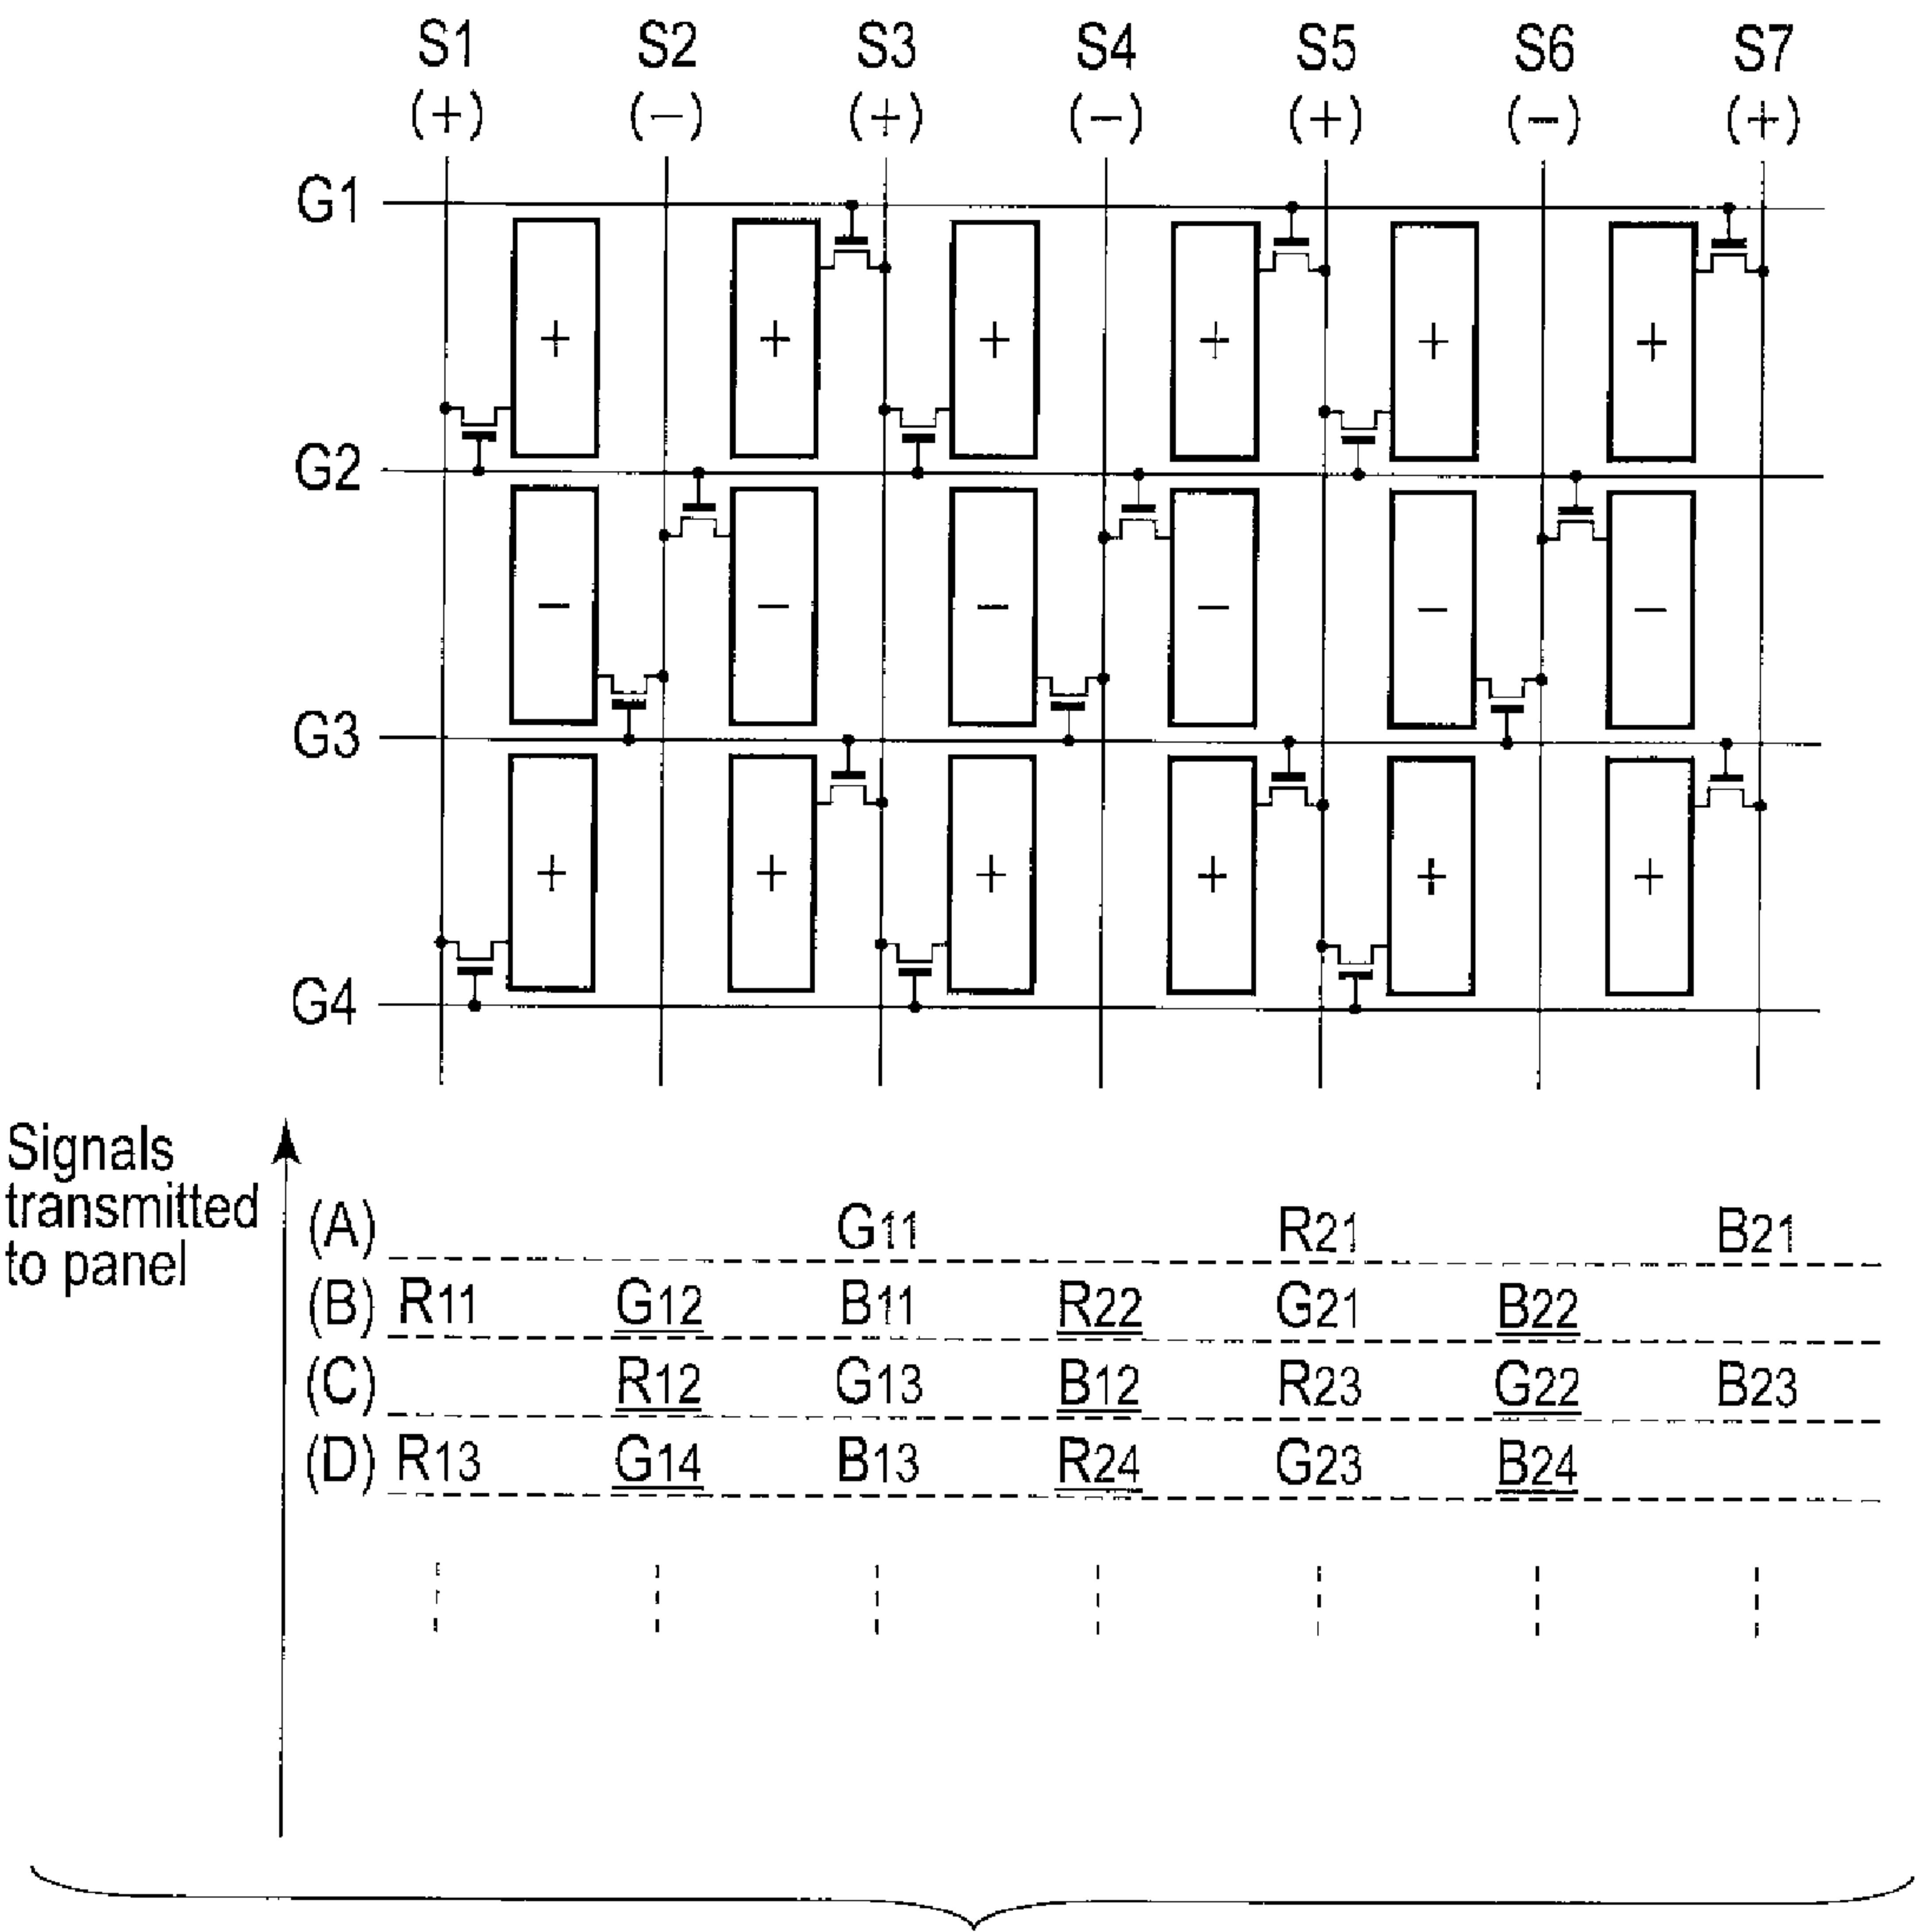 S1 S2 S3 S4 S5 S6 S7
(+) (−) (+) (−) (+) (−) (+)
G1
+ + + + + +
G2
− − − − − −
G3
+ + + + + +
G4
Signals
transmitted
to panel
(A) G11 R21 B21
(B) R11 G12 B11 R22 G21 B22
(C) R12 G13 B12 R23 G22 B23
(D) R13 G14 B13 R24 G23 B24